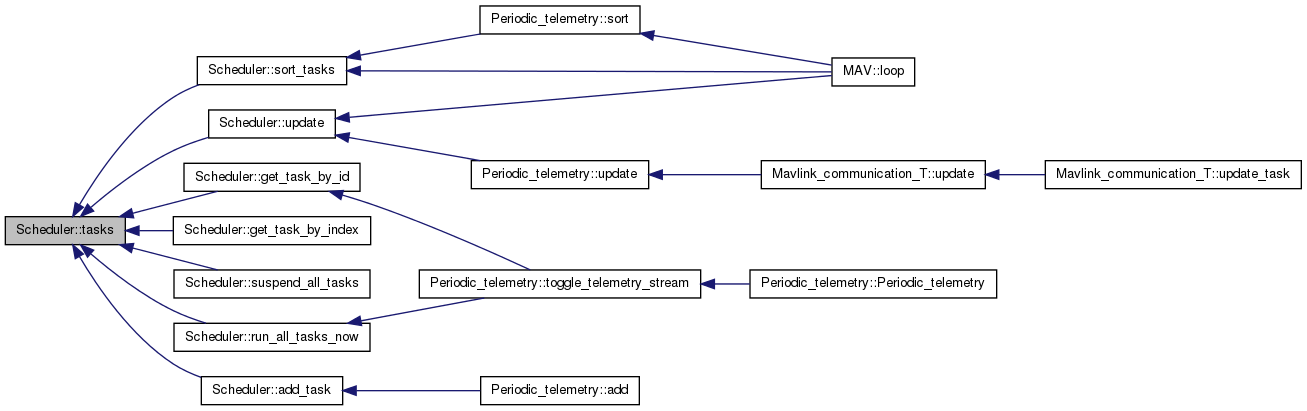 Periodic_telemetry::sort
Scheduler::sort_tasks
MAV::loop
Scheduler::update
Scheduler::get_task_by_id
Periodic_telemetry::update
Mavlink_communication_T::update
Mavlink_communication_T::update_task
Scheduler::tasks
Scheduler::get_task_by_index
Scheduler::suspend_all_tasks
Periodic_telemetry::toggle_telemetry_stream
Periodic_telemetry::Periodic_telemetry
Scheduler::run_all_tasks_now
Scheduler::add_task
Periodic_telemetry::add